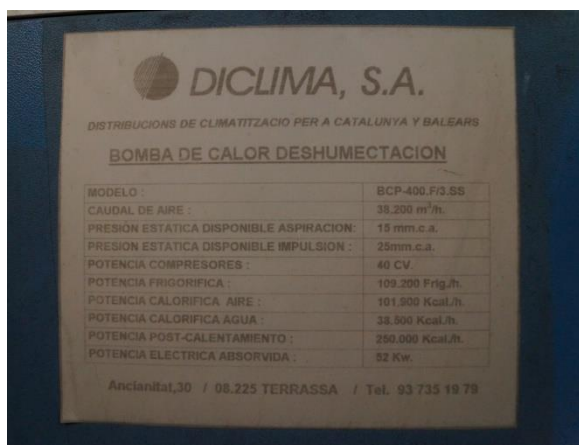 DICLIMA, S.A.
DISTRIBUCIONS DE CLIMATITZACIO PER A CATALUNYA Y BALEARS
BOMBA DE CALOR DESHUMECTACION
MODELO : BCP-400.F/3.SS
CAUDAL DE AIRE : 38,200 m³/h.
PRESIÓN ESTATICA DISPONIBLE ASPIRACION: 15 mm.c.a.
PRESION ESTATICA DISPONIBLE IMPULSION : 25mm.c.a.
POTENCIA COMPRESORES : 40 CV.
POTENCIA FRIGORIFICA : 109.200 Frig./h.
POTENCIA CALORIFICA AIRE : 101.900 Kcal./h.
POTENCIA CALORIFICA AGUA : 38.500 Kcal./h.
POTENCIA POST-CALENTAMIENTO : 250.000 Kcal./h.
POTENCIA ELECTRICA ABSORVIDA : 52 Kw.
Ancianitat,30 / 08.225 TERRASSA / Tel. 93 735 19 79